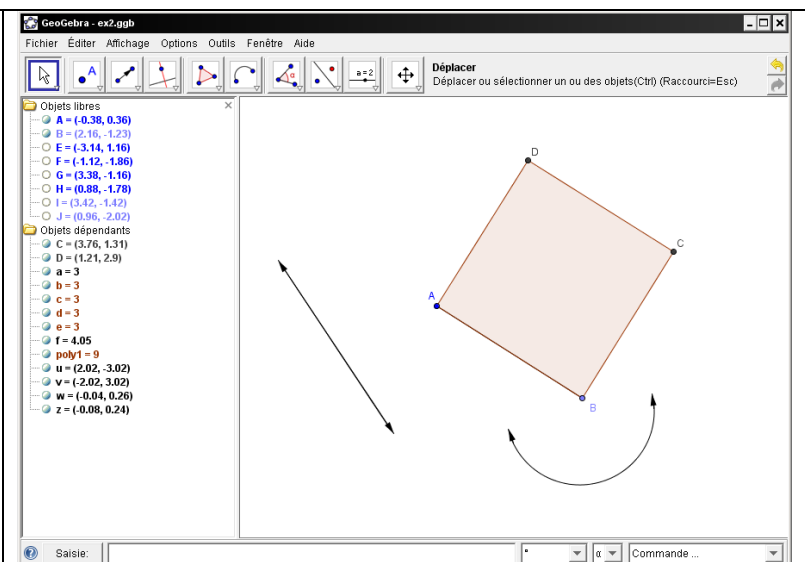 GeoGebra - ex2.ggb
Fichier Éditer Affichage Options Outils Fenêtre Aide
A
α
a=2
Déplacer
Déplacer ou sélectionner un ou des objets(Ctrl) (Raccourci=Esc)
Objets libres
A = (-0.38, 0.36)
B = (2.16, -1.23)
E = (-3.14, 1.16)
F = (-1.12, -1.86)
G = (3.38, -1.16)
H = (0.88, -1.78)
I = (3.42, -1.42)
J = (0.96, -2.02)
Objets dépendants
C = (3.76, 1.31)
D = (1.21, 2.9)
a = 3
b = 3
c = 3
d = 3
e = 3
f = 4.05
poly1 = 9
u = (2.02, -3.02)
v = (-2.02, 3.02)
w = (-0.04, 0.26)
z = (-0.08, 0.24)
D
C
A
B
Saisie:
α
Commande ...